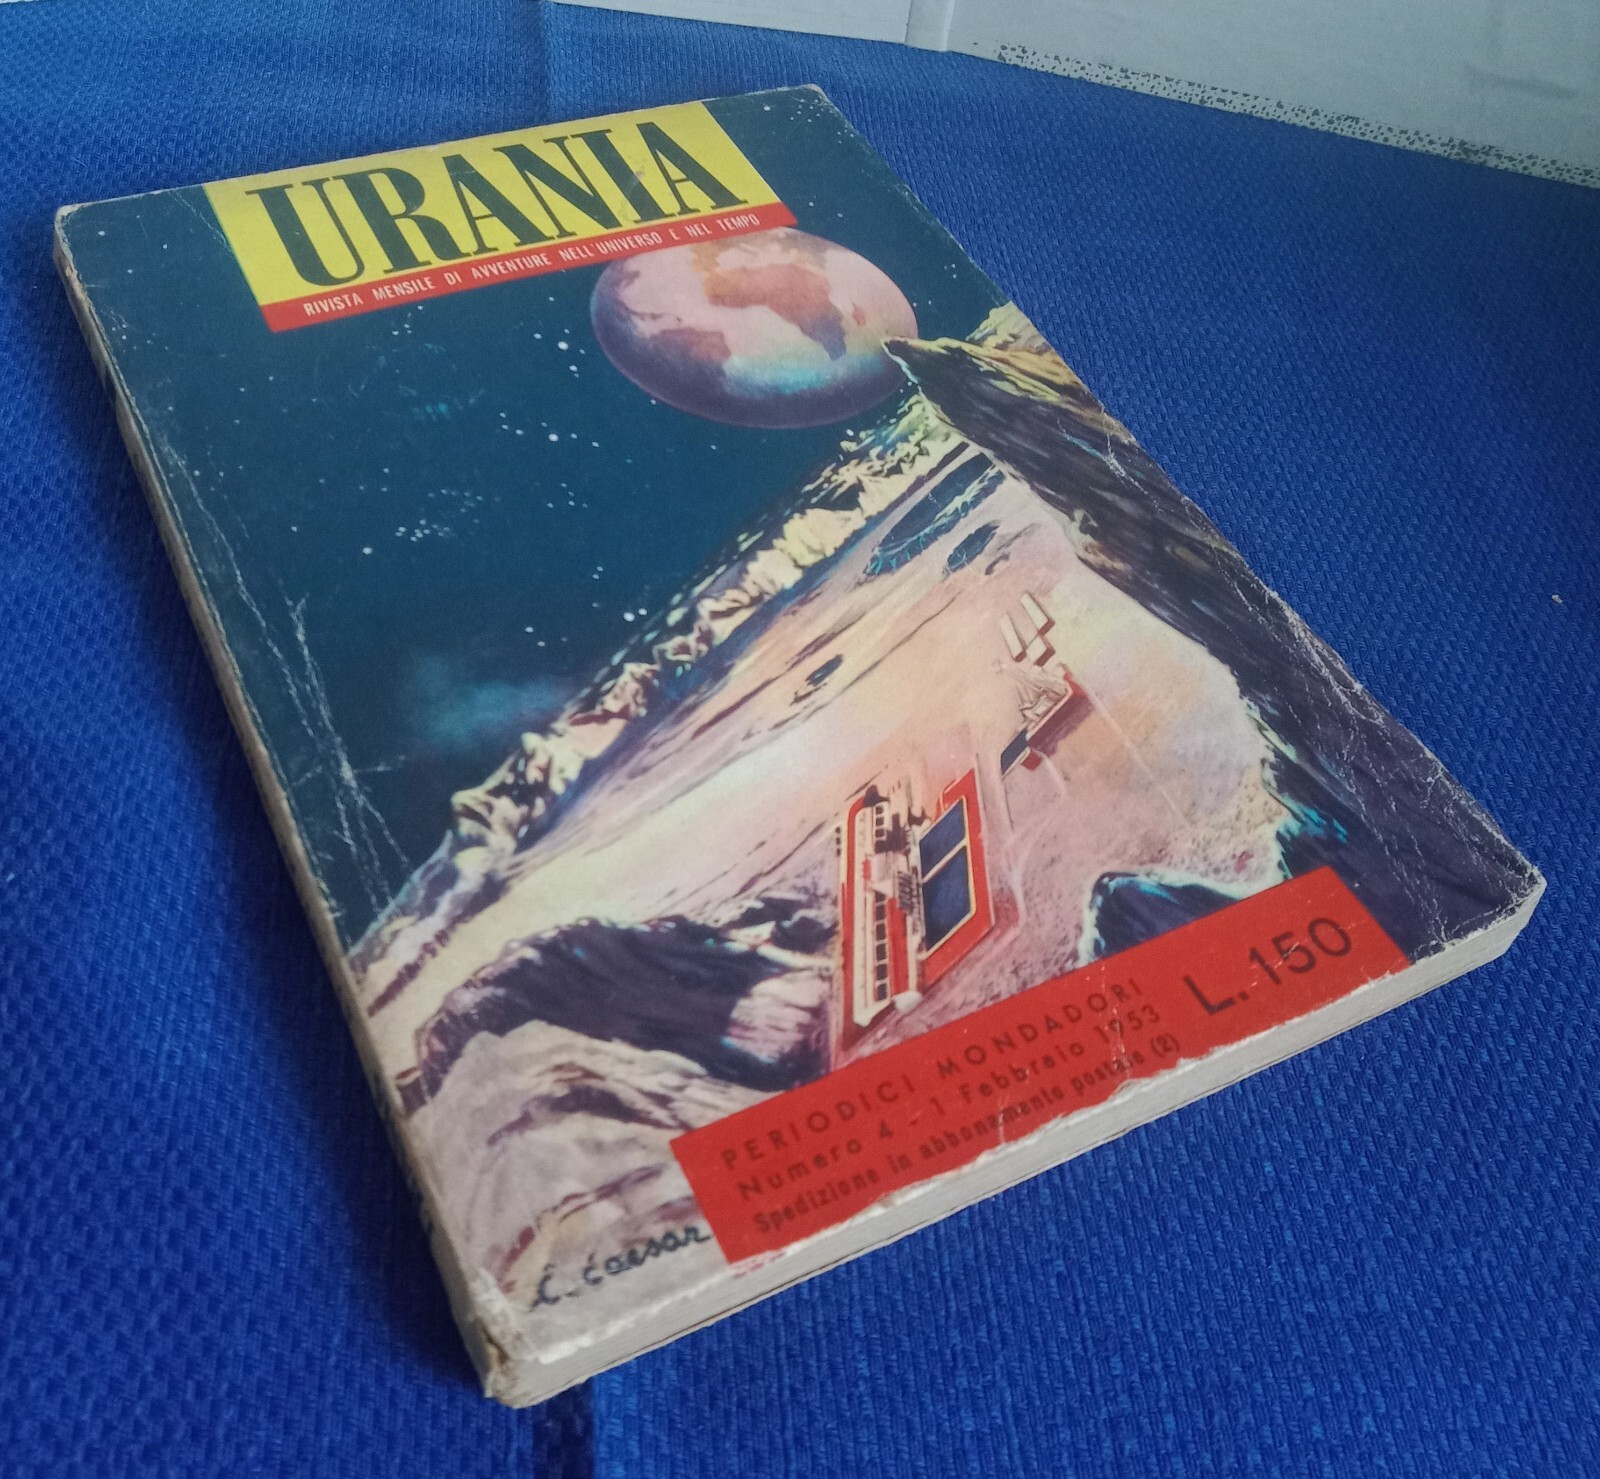 URANIA
RIVISTA MENSILE DI AVVENTURE NELL'UNIVERSO E NEL TEMPO
PERIODICI MONDADORI
Numero 4 - 1 Febbraio 1953
Spedizione in abbonamento postale (2)
L. 150
C. Caesar